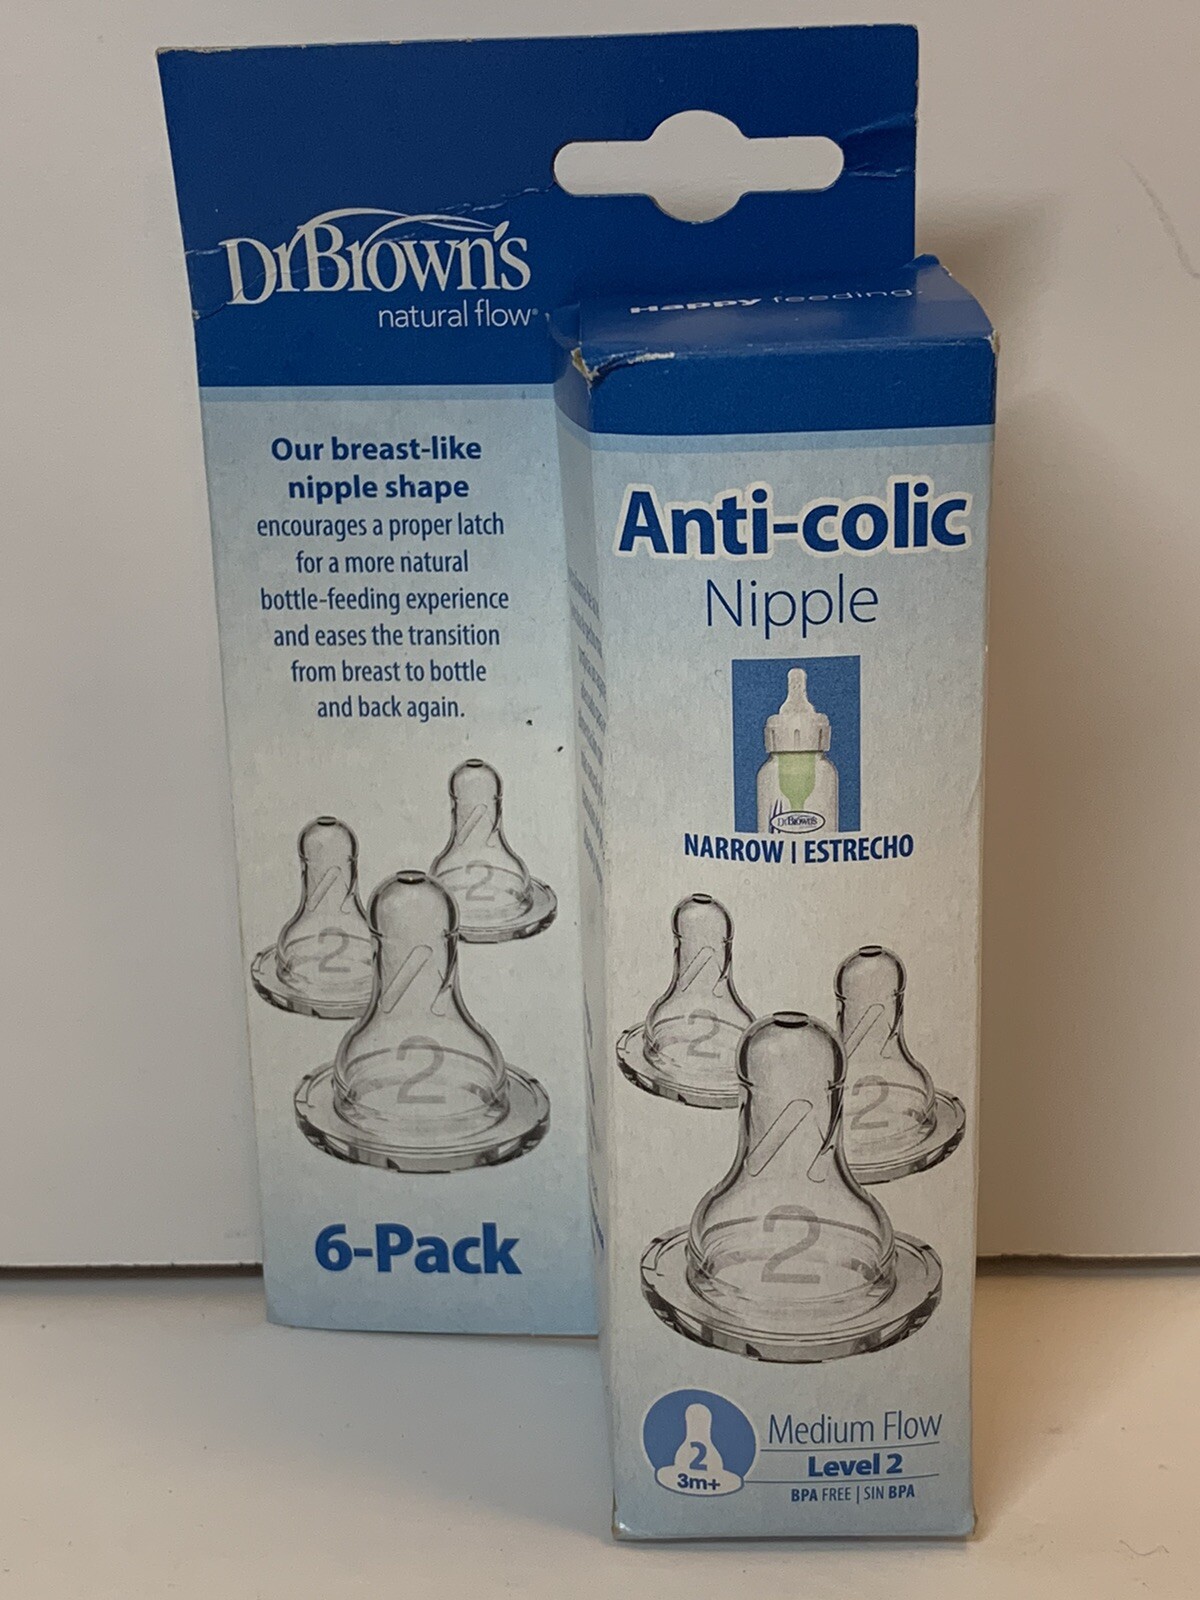 DrBrown's
natural flow®
Our breast-like
nipple shape
encourages a proper latch
for a more natural
bottle-feeding experience
and eases the transition
from breast to bottle
and back again.
2
2
2
6-Pack
Happy feeding.
Anti-colic
Nipple
DrBrown's
NARROW | ESTRECHO
2
2
2
2
3m+
Medium Flow
Level 2
BPA FREE | SIN BPA